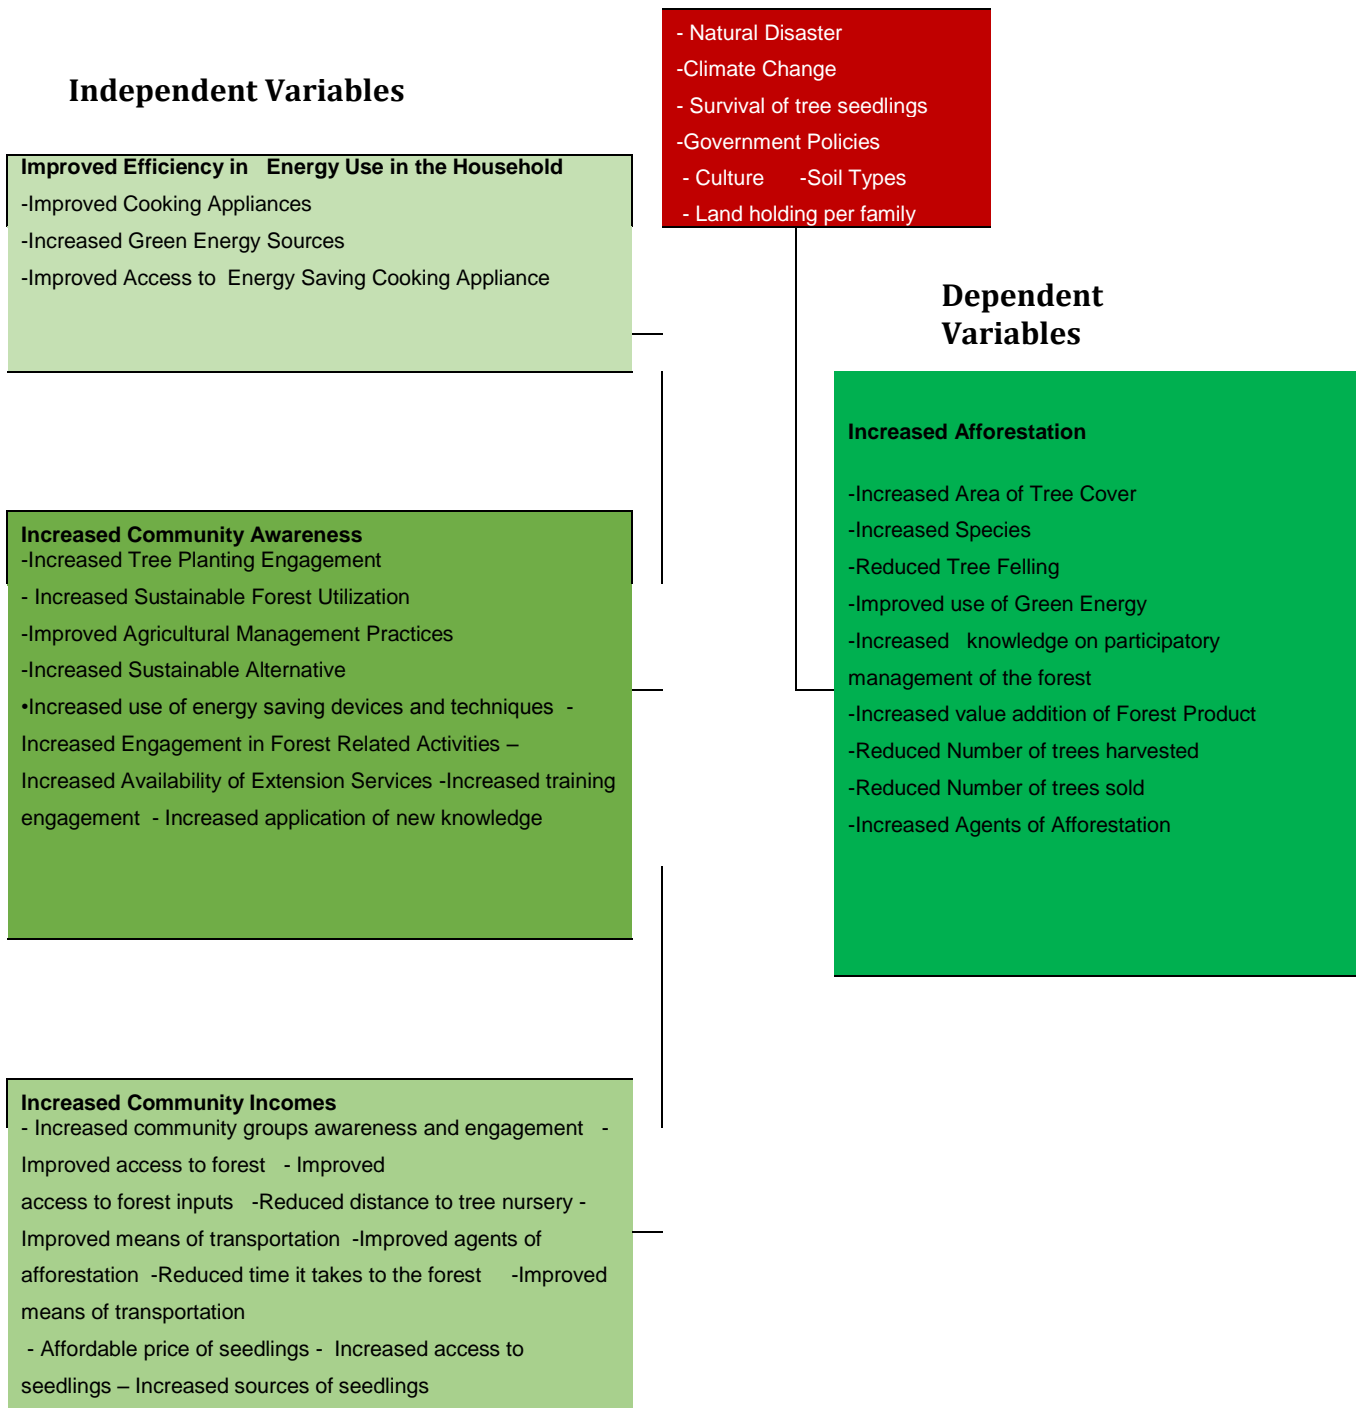 - Natural Disaster
-Climate Change
- Survival of tree seedlings
-Government Policies
- Culture -Soil Types
- Land holding per family
Independent Variables
Improved Efficiency in Energy Use in the Household
-Improved Cooking Appliances
-Increased Green Energy Sources
-Improved Access to Energy Saving Cooking Appliance
Dependent
Variables
Increased Afforestation
-Increased Area of Tree Cover
-Increased Species
-Reduced Tree Felling
-Improved use of Green Energy
-Increased knowledge on participatory
management of the forest
-Increased value addition of Forest Product
-Reduced Number of trees harvested
-Reduced Number of trees sold
-Increased Agents of Afforestation
Increased Community Awareness
-Increased Tree Planting Engagement
- Increased Sustainable Forest Utilization
-Improved Agricultural Management Practices
-Increased Sustainable Alternative
•Increased use of energy saving devices and techniques -
Increased Engagement in Forest Related Activities –
Increased Availability of Extension Services -Increased training
engagement - Increased application of new knowledge
Increased Community Incomes
- Increased community groups awareness and engagement -
Improved access to forest - Improved
access to forest inputs -Reduced distance to tree nursery -
Improved means of transportation -Improved agents of
afforestation -Reduced time it takes to the forest -Improved
means of transportation
- Affordable price of seedlings - Increased access to
seedlings – Increased sources of seedlings